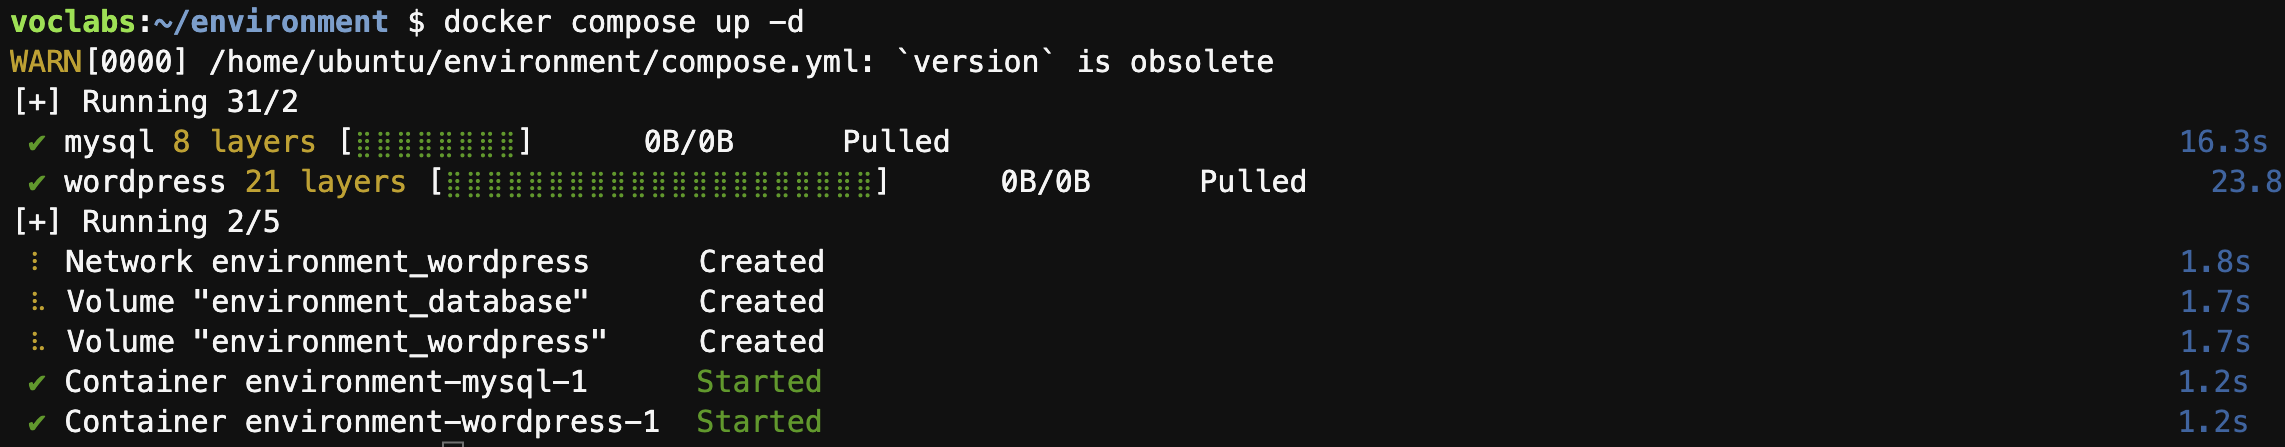 voclabs:~/environment $ docker compose up -d
WARN[0000] /home/ubuntu/environment/compose.yml: `version` is obsolete
[+] Running 31/2
✔ mysql 8 layers [⣿⣿⣿⣿⣿⣿⣿⣿] 0B/0B Pulled 16.3s
✔ wordpress 21 layers [⣿⣿⣿⣿⣿⣿⣿⣿⣿⣿⣿⣿⣿⣿⣿⣿⣿⣿⣿⣿⣿] 0B/0B Pulled 23.8
[+] Running 2/5
⠸ Network environment_wordpress Created 1.8s
⠧ Volume "environment_database" Created 1.7s
⠧ Volume "environment_wordpress" Created 1.7s
✔ Container environment-mysql-1 Started 1.2s
✔ Container environment-wordpress-1 Started 1.2s